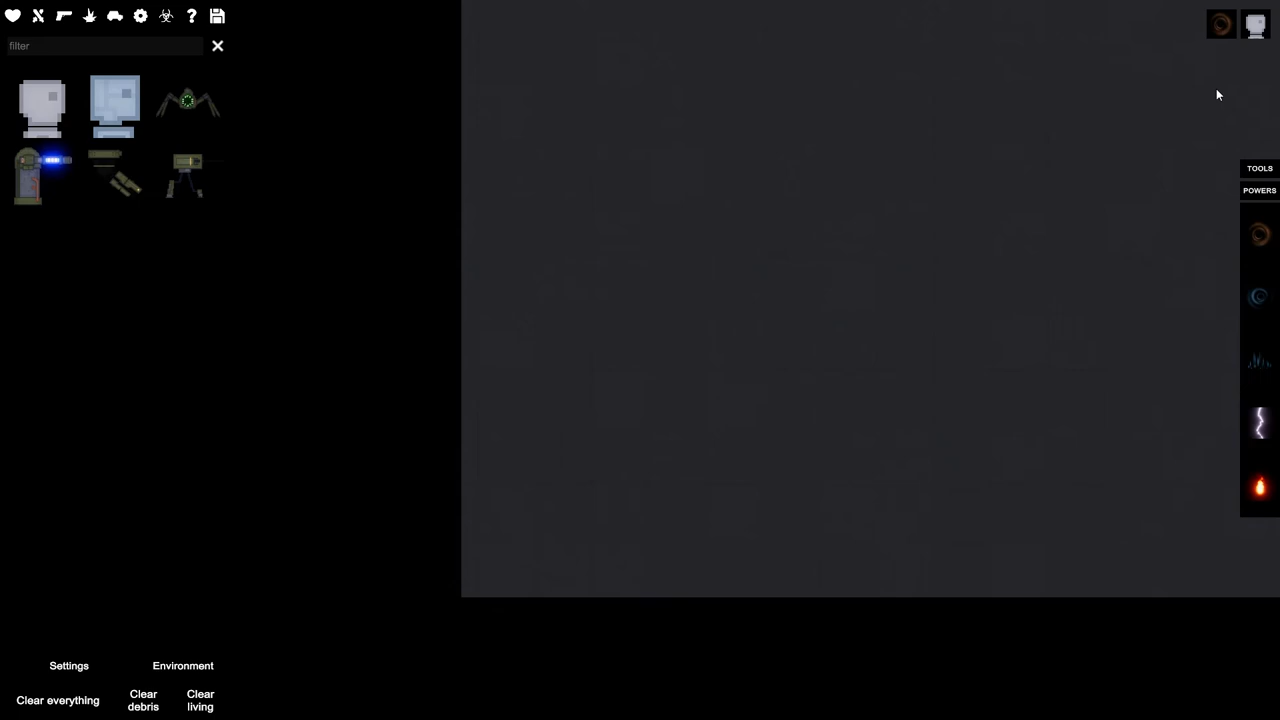 filter
TOOLS
POWERS
Settings
Environment
Clear everything
Clear
debris
Clear
living